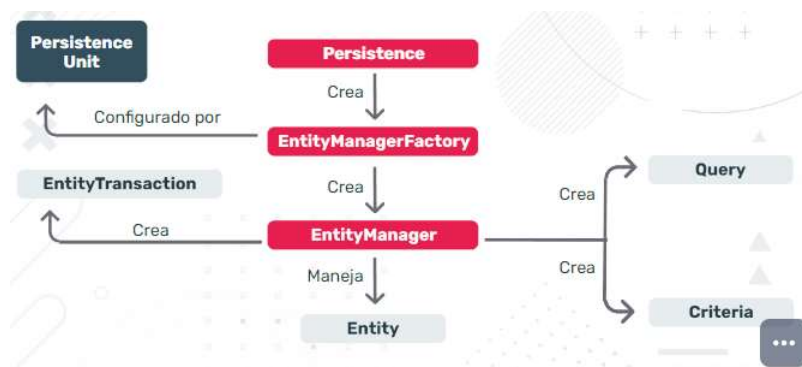 Persistence
Unit
Persistence
Crea
Configurado por
EntityManagerFactory
EntityTransaction
Crea
Query
Crea
Crea
EntityManager
Maneja
Crea
Entity
Criteria